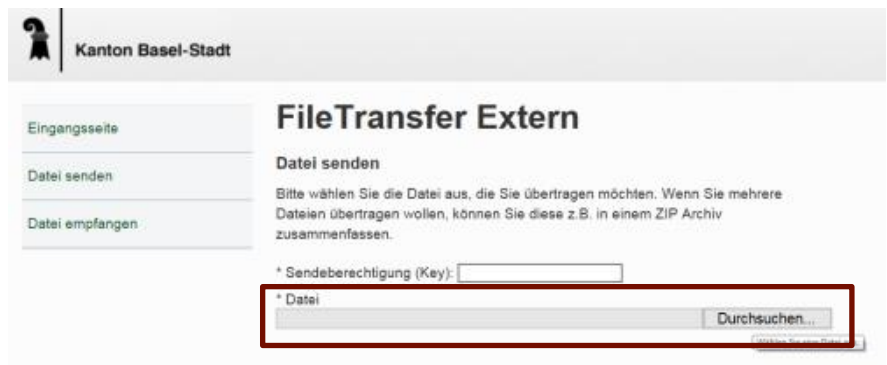 Kanton Basel-Stadt
Eingangsseite
Datei senden
Datei empfangen
FileTransfer Extern
Datei senden
Bitte wählen Sie die Datei aus, die Sie übertragen möchten. Wenn Sie mehrere
Dateien übertragen wollen, können Sie diese z.B. in einem ZIP Archiv
zusammenfassen.
* Sendeberechtigung (Key):
* Datei
Durchsuchen...